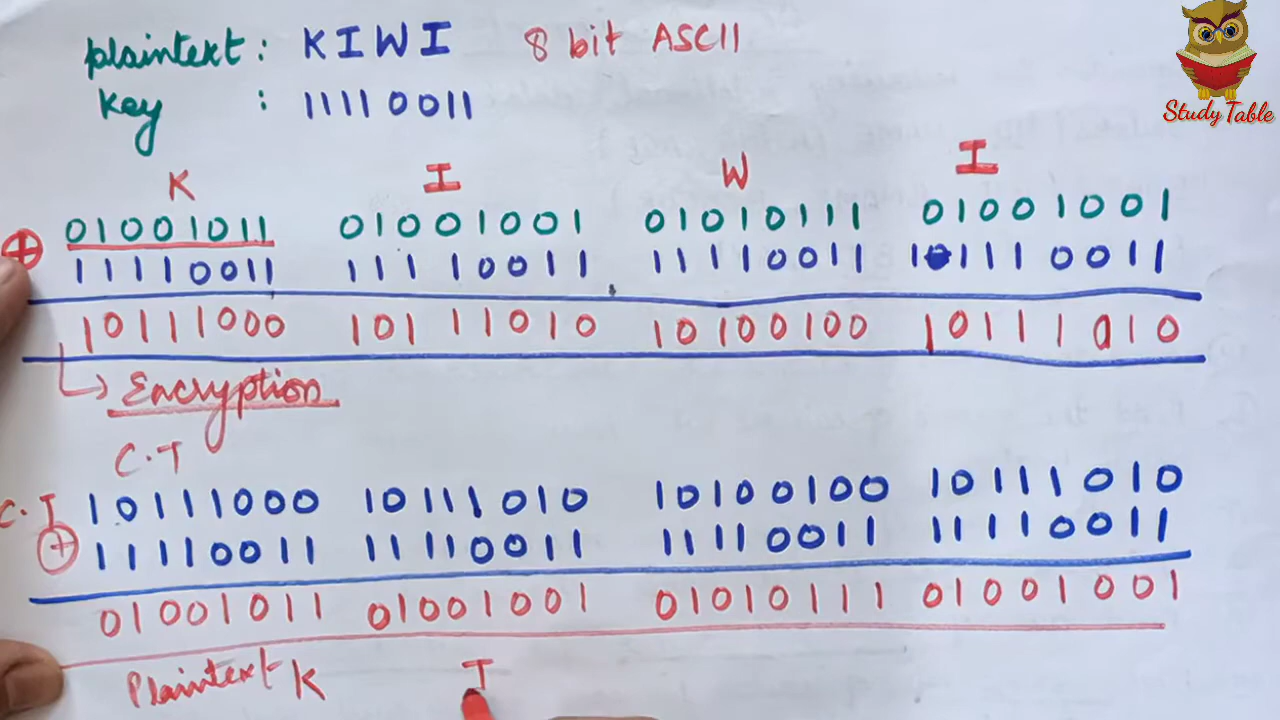 plaintext : KIWI 8 bit ASCII
key : 11110011
Study Table
K I W I
01001011 01001001 01010111 01001001
⊕ 11110011 11110011 11110011 11110011
10111000 10111010 10100100 10111010
Encryption
C.T
C.T 10111000 10111010 10100100 10111010
⊕ 11110011 11110011 11110011 11110011
01001011 01001001 01010111 01001001
Plaintext K I